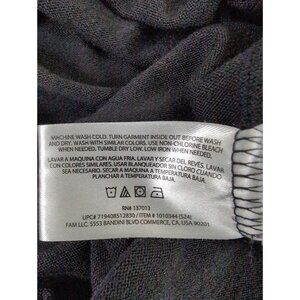 MACHINE WASH COLD. TURN GARMENT INSIDE OUT BEFORE WASH
AND DRY. WASH WITH SIMILAR COLORS. USE NON-CHLORINE BLEACH
WHEN NEEDED. TUMBLE DRY LOW. LOW IRON WHEN NEEDED.
LAVAR A MAQUINA CON AGUA FRIA. LAVAR Y SECAR DEL REVÉS. LAVAR
CON COLORES SIMILARES. USAR BLANQUEADOR SIN CLORO CUANDO
SEA NECESARIO. SECAR A MÁQUINA A TEMPERATURA BAJA.
PLANCHAR A TEMPERATURA BAJA.
RN# 137013
UPC# 719408512830 / ITEM # 1010344 (S24)
FAM LLC. 5553 BANDINI BLVD COMMERCE, CA. USA 90201